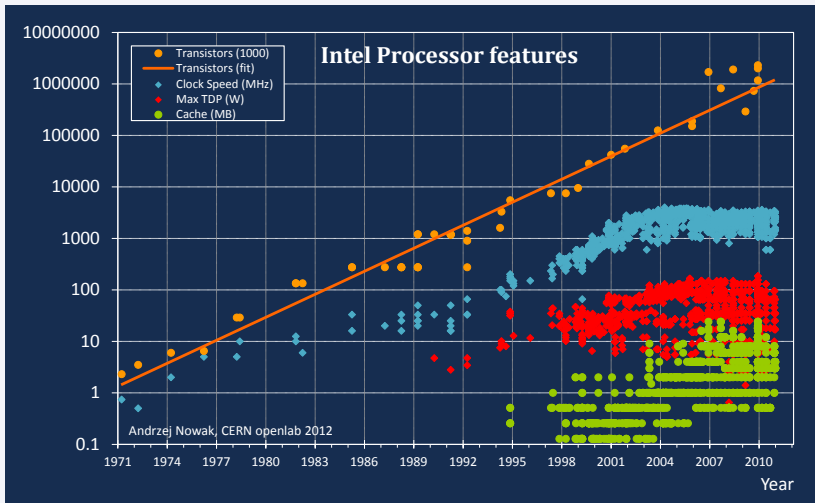 Intel Processor features
Transistors (1000)
Transistors (fit)
Clock Speed (MHz)
Max TDP (W)
Cache (MB)
10000000
1000000
100000
10000
1000
100
10
1
0.1
Andrzej Nowak, CERN openlab 2012
1971 1974 1977 1980 1983 1986 1989 1992 1995 1998 2001 2004 2007 2010
Year